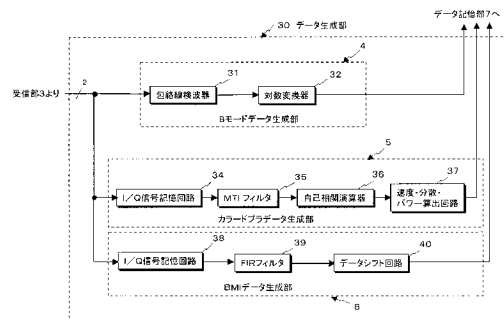 データ記憶部7へ
30 データ生成部
4
受信部3より
2
31
32
包絡線検波器
対数変換器
Bモードデータ生成部
5
34
35
36
37
I/Q信号記憶回路
MTIフィルタ
自己相関演算器
速度・分散・
パワー算出回路
カラードプラデータ生成部
38
39
40
I/Q信号記憶回路
FIRフィルタ
データシフト回路
BMIデータ生成部
6